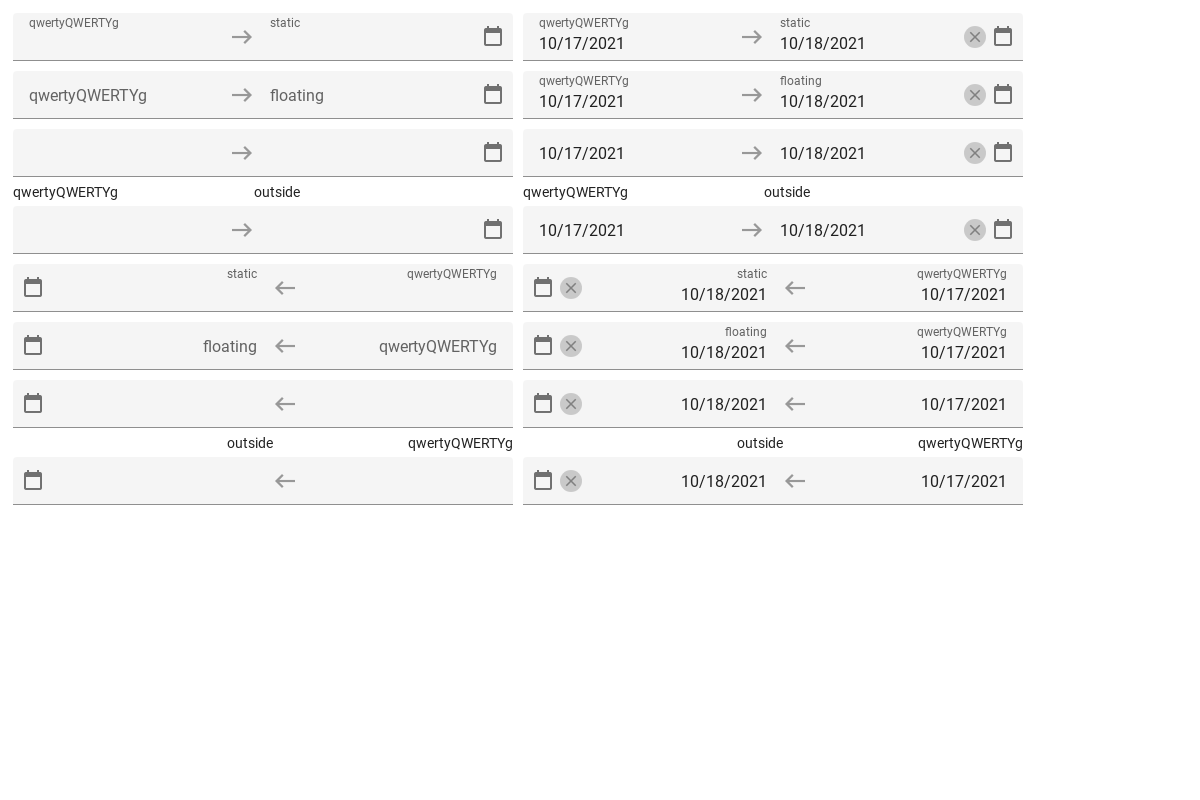 qwertyQWERTYg static qwertyQWERTYg static
10/17/2021 10/18/2021
qwertyQWERTYg floating qwertyQWERTYg floating
10/17/2021 10/18/2021
10/17/2021 10/18/2021
qwertyQWERTYg outside qwertyQWERTYg outside
10/17/2021 10/18/2021
static qwertyQWERTYg static qwertyQWERTYg
10/18/2021 10/17/2021
floating qwertyQWERTYg floating qwertyQWERTYg
10/18/2021 10/17/2021
10/18/2021 10/17/2021
outside qwertyQWERTYg outside qwertyQWERTYg
10/18/2021 10/17/2021